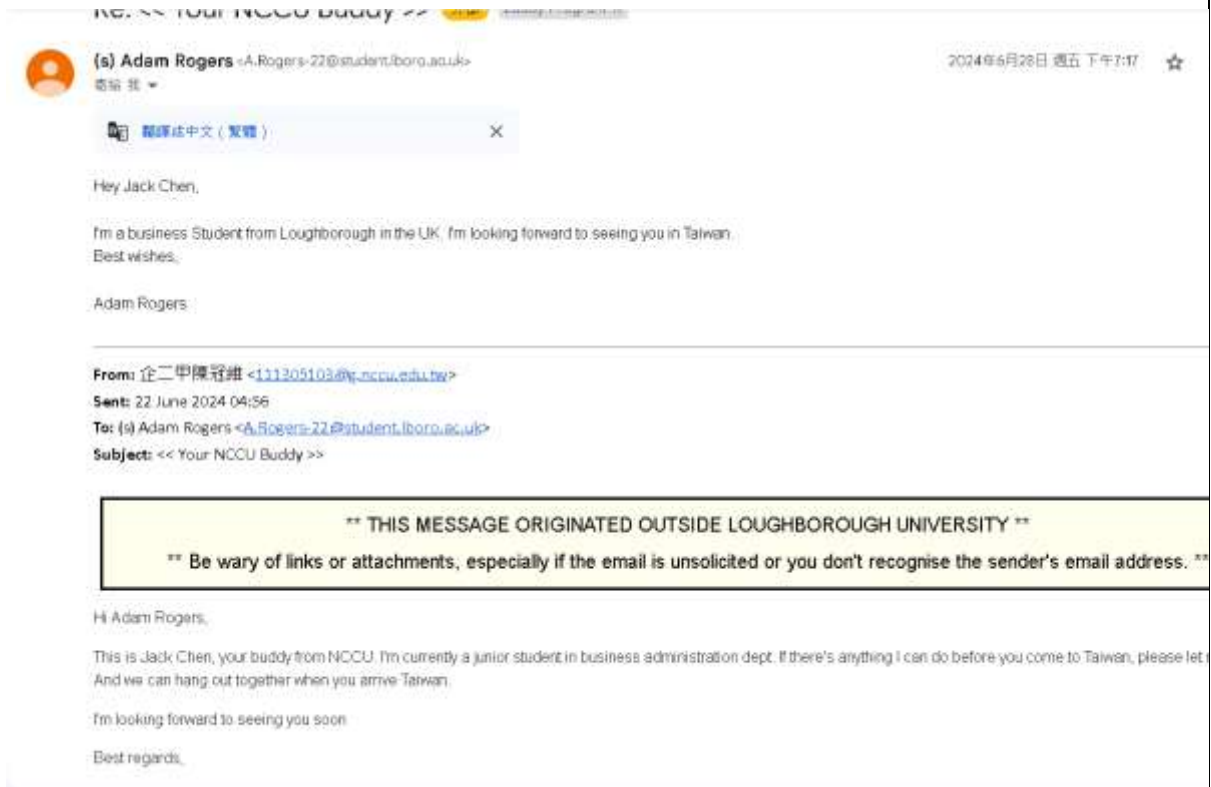 Re: << Your NCCU Buddy >>
(s) Adam Rogers <A.Rogers-22@student.lboro.ac.uk>
2024年6月28日 週五 下午7:17
寄給 我
翻譯成中文(繁體)
Hey Jack Chen,
I'm a business Student from Loughborough in the UK. I'm looking forward to seeing you in Taiwan.
Best wishes,
Adam Rogers
From: 企二甲陳冠維 <111305103@g.nccu.edu.tw>
Sent: 22 June 2024 04:56
To: (s) Adam Rogers <A.Rogers-22@student.lboro.ac.uk>
Subject: << Your NCCU Buddy >>
** THIS MESSAGE ORIGINATED OUTSIDE LOUGHBOROUGH UNIVERSITY **
** Be wary of links or attachments, especially if the email is unsolicited or you don't recognise the sender's email address. **
Hi Adam Rogers,
This is Jack Chen, your buddy from NCCU. I'm currently a junior student in business administration dept. If there's anything I can do before you come to Taiwan, please let
And we can hang out together when you arrive Taiwan.
I'm looking forward to seeing you soon
Best regards,